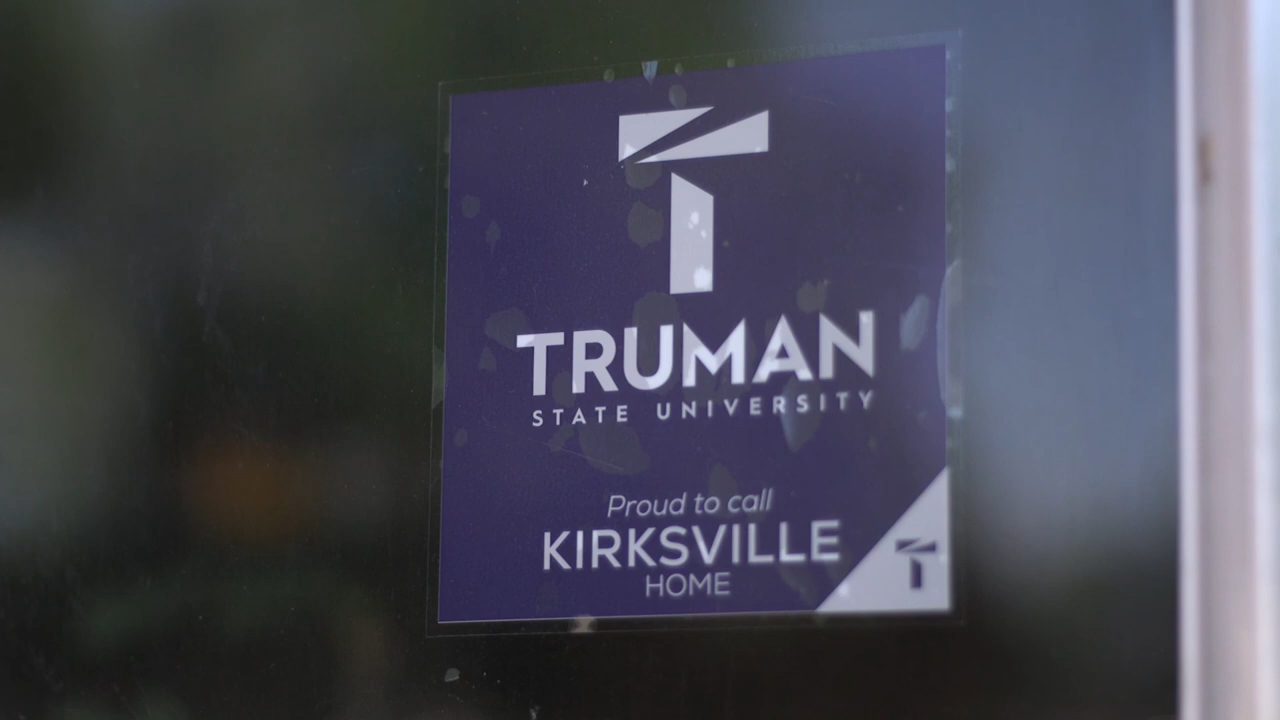 TRUMAN
STATE UNIVERSITY
Proud to call
KIRKSVILLE
HOME